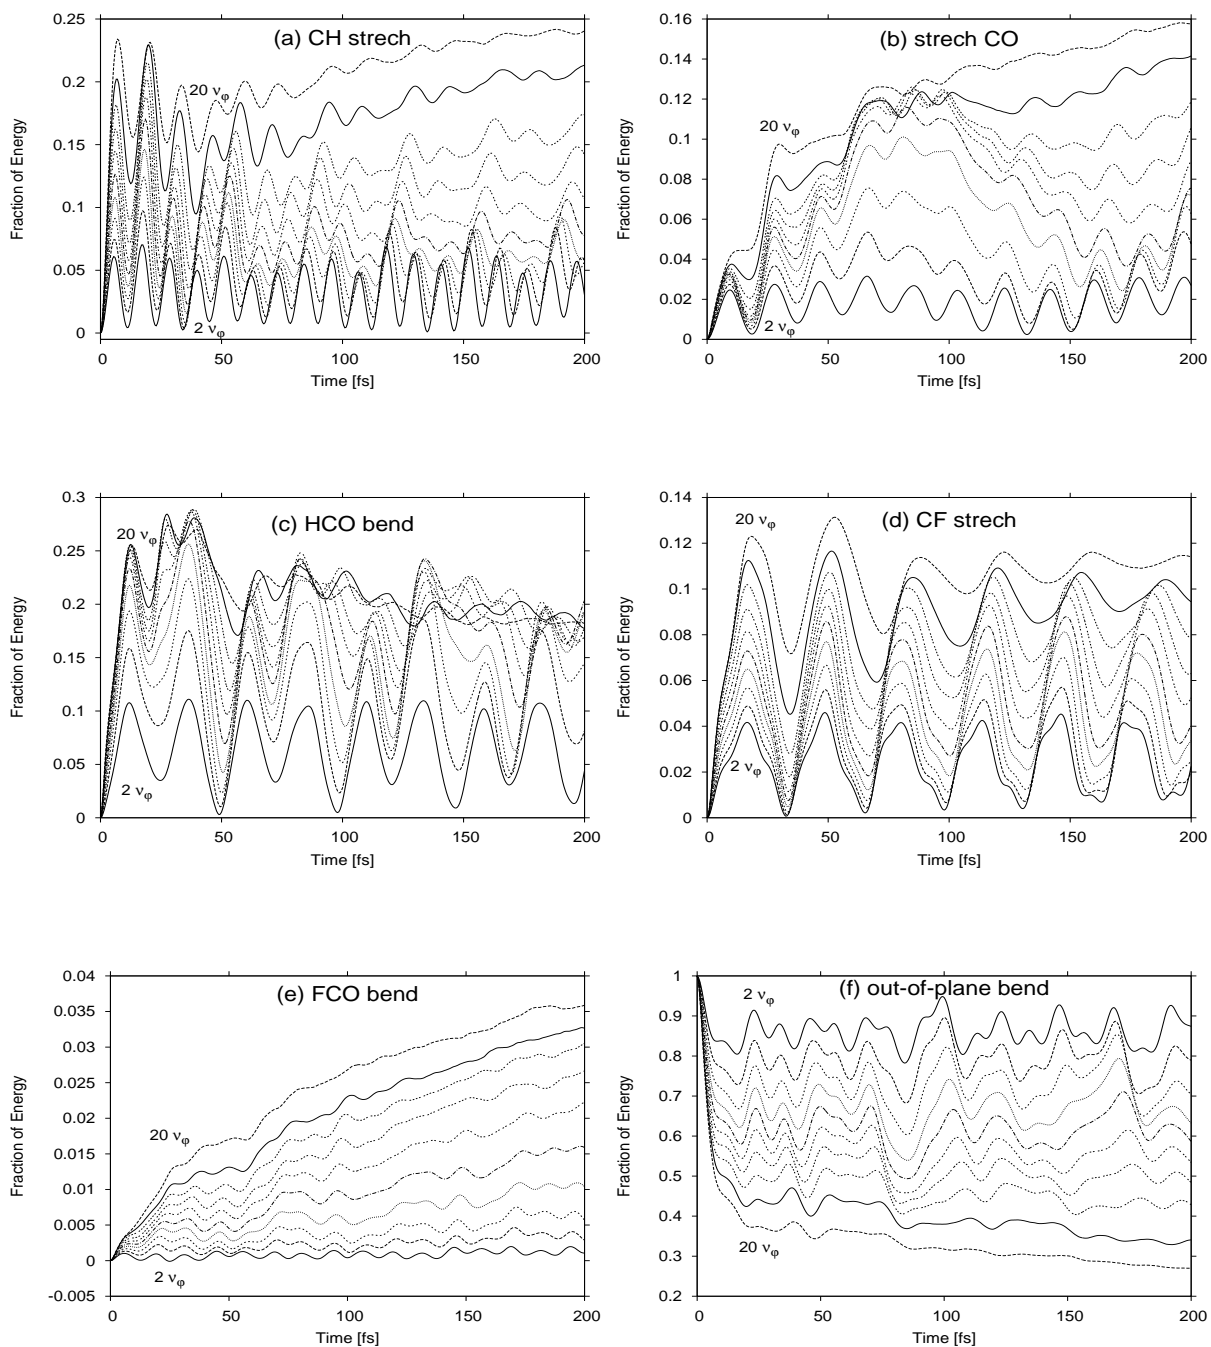 (a) CH strech
Fraction of Energy
0.25
0.2
0.15
0.1
0.05
0
20 νφ
2 νφ
0 50 100 150 200
Time [fs]
(b) strech CO
Fraction of Energy
0.16
0.14
0.12
0.1
0.08
0.06
0.04
0.02
0
20 νφ
2 νφ
0 50 100 150 200
Time [fs]
(c) HCO bend
Fraction of Energy
0.3
0.25
0.2
0.15
0.1
0.05
0
20 νφ
2 νφ
0 50 100 150 200
Time [fs]
(d) CF strech
Fraction of Energy
0.14
0.12
0.1
0.08
0.06
0.04
0.02
0
20 νφ
2 νφ
0 50 100 150 200
Time [fs]
(e) FCO bend
Fraction of Energy
0.04
0.035
0.03
0.025
0.02
0.015
0.01
0.005
0
-0.005
20 νφ
2 νφ
0 50 100 150 200
Time [fs]
(f) out-of-plane bend
Fraction of Energy
1
0.9
0.8
0.7
0.6
0.5
0.4
0.3
0.2
2 νφ
20 νφ
0 50 100 150 200
Time [fs]